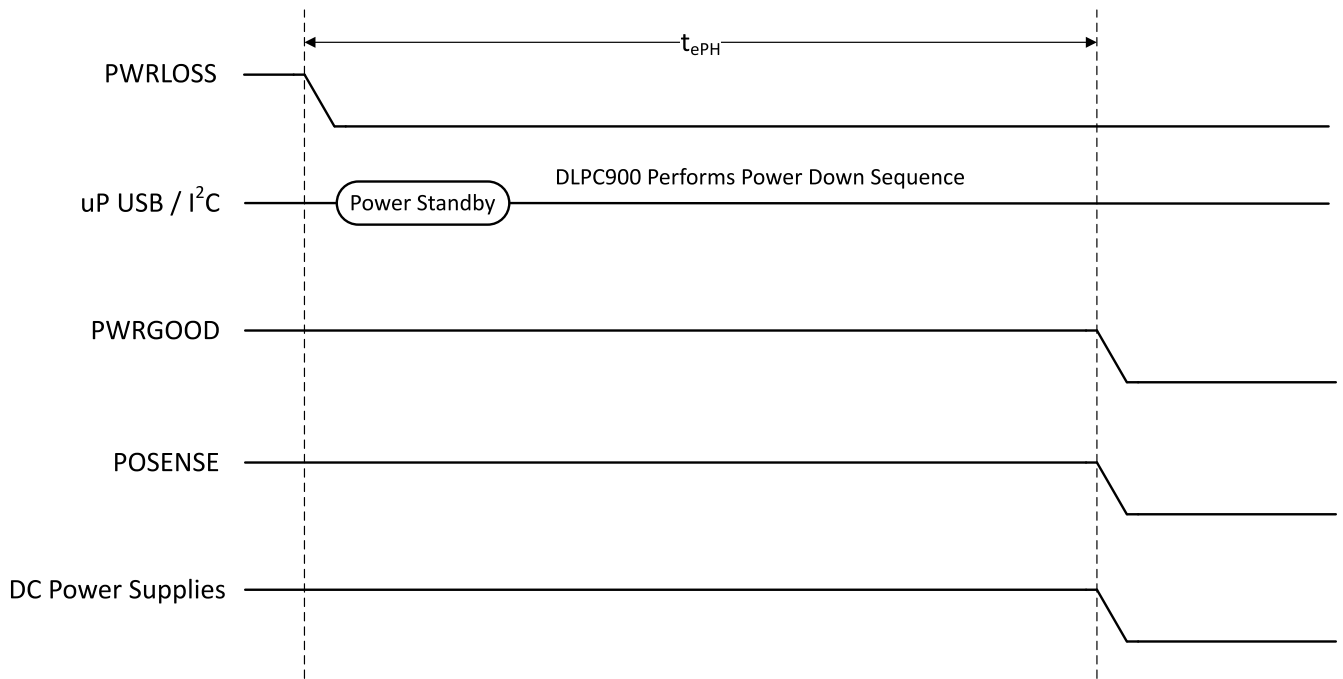 tePH
PWRLOSS
DLPC900 Performs Power Down Sequence
uP USB / I²C
Power Standby
PWRGOOD
POSENSE
DC Power Supplies